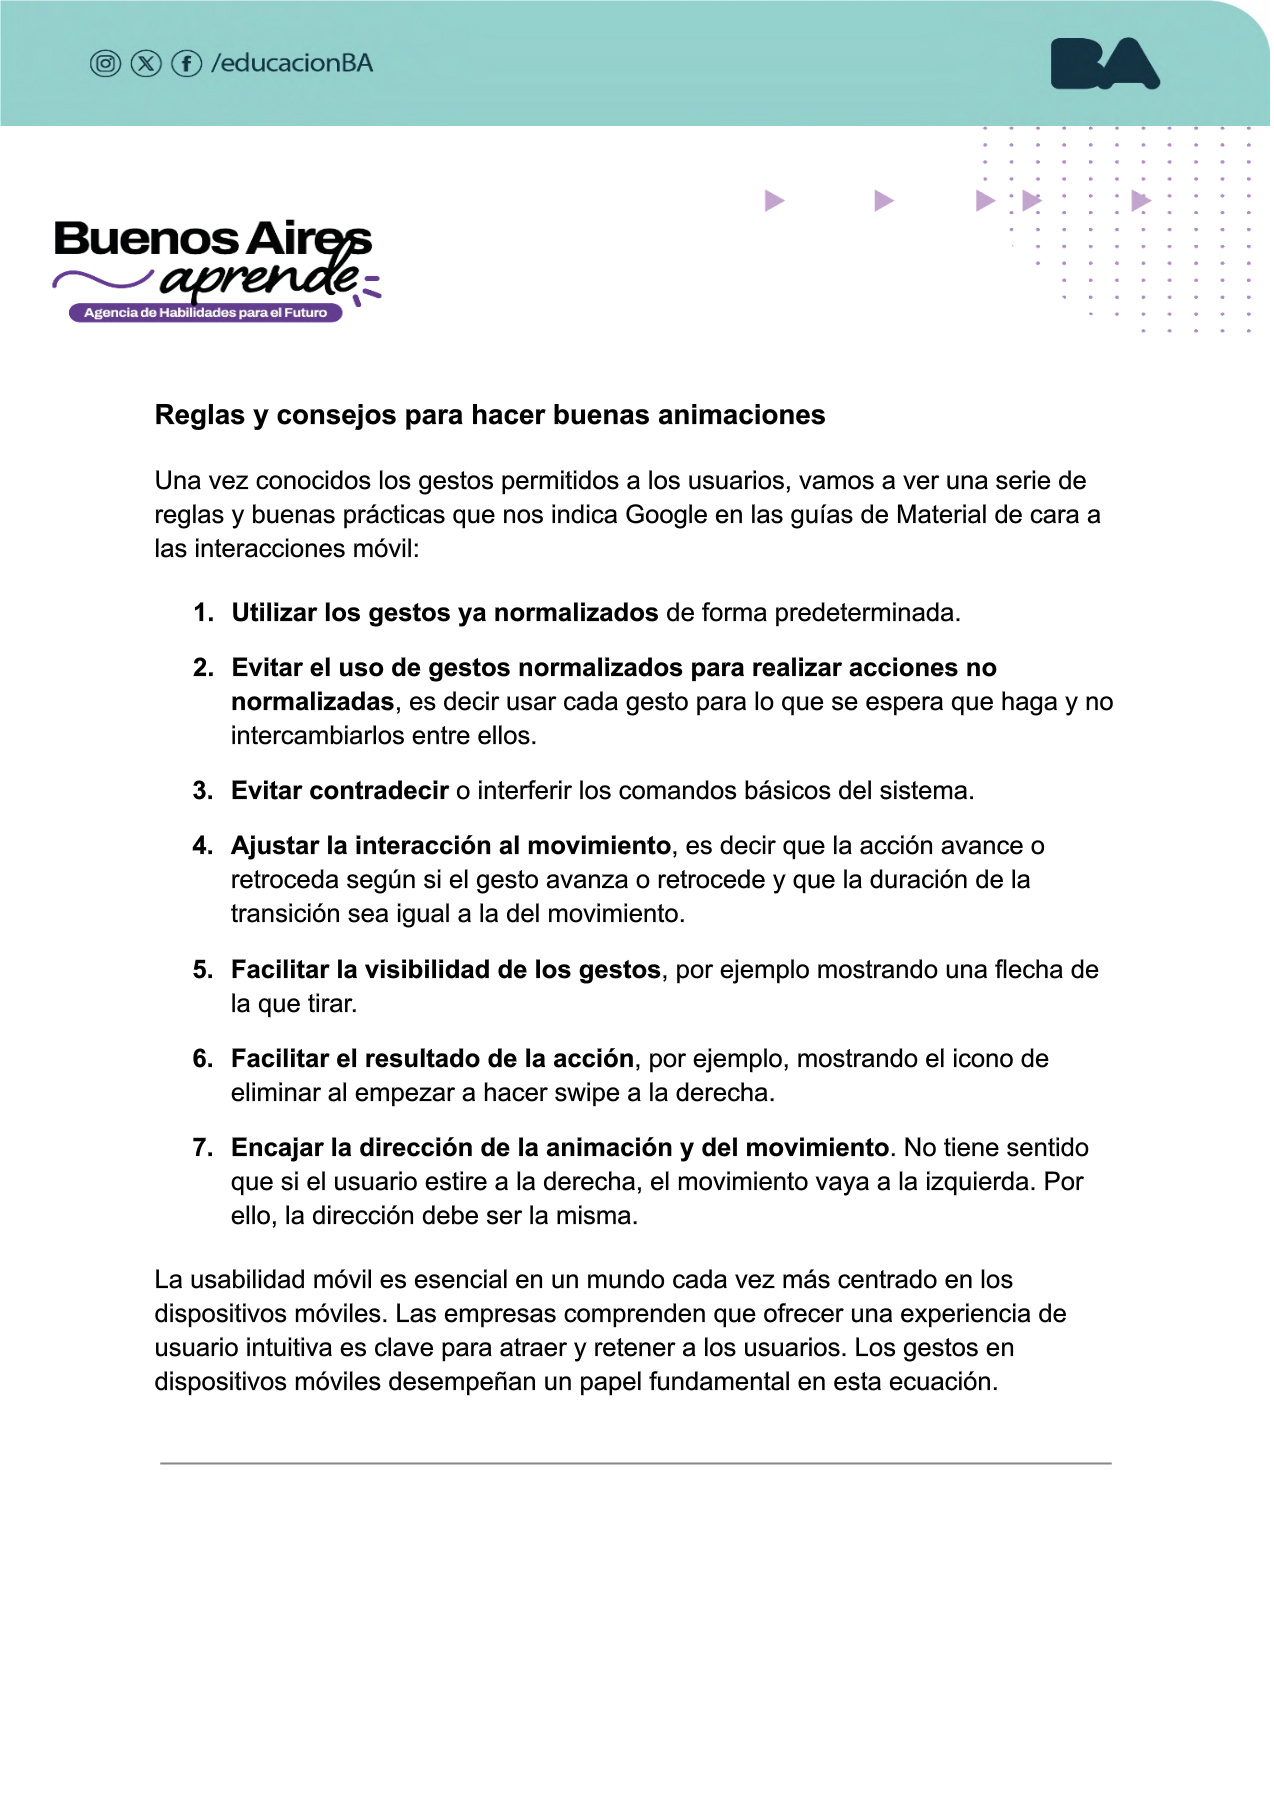 /educacionBA
BA
Buenos Aires
aprende
Agencia de Habilidades para el Futuro
Reglas y consejos para hacer buenas animaciones
Una vez conocidos los gestos permitidos a los usuarios, vamos a ver una serie de
reglas y buenas prácticas que nos indica Google en las guías de Material de cara a
las interacciones móvil:
1. Utilizar los gestos ya normalizados de forma predeterminada.
2. Evitar el uso de gestos normalizados para realizar acciones no
normalizadas, es decir usar cada gesto para lo que se espera que haga y no
intercambiarlos entre ellos.
3. Evitar contradecir o interferir los comandos básicos del sistema.
4. Ajustar la interacción al movimiento, es decir que la acción avance o
retroceda según si el gesto avanza o retrocede y que la duración de la
transición sea igual a la del movimiento.
5. Facilitar la visibilidad de los gestos, por ejemplo mostrando una flecha de
la que tirar.
6. Facilitar el resultado de la acción, por ejemplo, mostrando el icono de
eliminar al empezar a hacer swipe a la derecha.
7. Encajar la dirección de la animación y del movimiento. No tiene sentido
que si el usuario estire a la derecha, el movimiento vaya a la izquierda. Por
ello, la dirección debe ser la misma.
La usabilidad móvil es esencial en un mundo cada vez más centrado en los
dispositivos móviles. Las empresas comprenden que ofrecer una experiencia de
usuario intuitiva es clave para atraer y retener a los usuarios. Los gestos en
dispositivos móviles desempeñan un papel fundamental en esta ecuación.